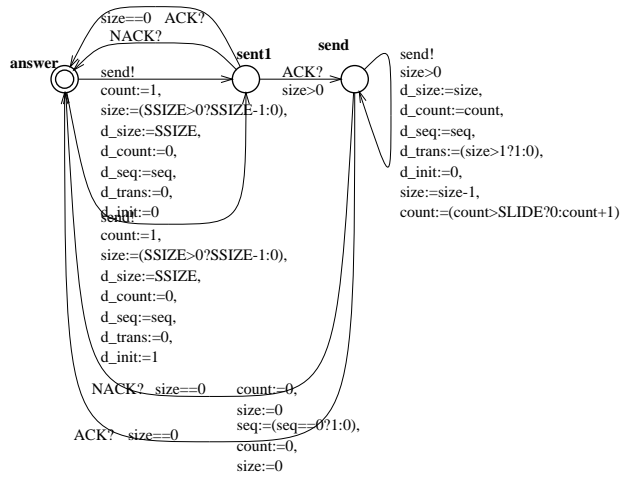 size==0 ACK?
NACK?
answer
sent1
send
send!
count:=1,
size:=(SSIZE>0?SSIZE-1:0),
d_size:=SSIZE,
d_count:=0,
d_seq:=seq,
d_trans:=0,
d_init:=0
ACK?
size>0
send!
size>0
d_size:=size,
d_count:=count,
d_seq:=seq,
d_trans:=(size>1?1:0),
d_init:=0,
size:=size-1,
count:=(count>SLIDE?0:count+1)
send!
count:=1,
size:=(SSIZE>0?SSIZE-1:0),
d_size:=SSIZE,
d_count:=0,
d_seq:=seq,
d_trans:=0,
d_init:=1
NACK? size==0
count:=0,
size:=0
ACK? size==0
seq:=(seq==0?1:0),
count:=0,
size:=0